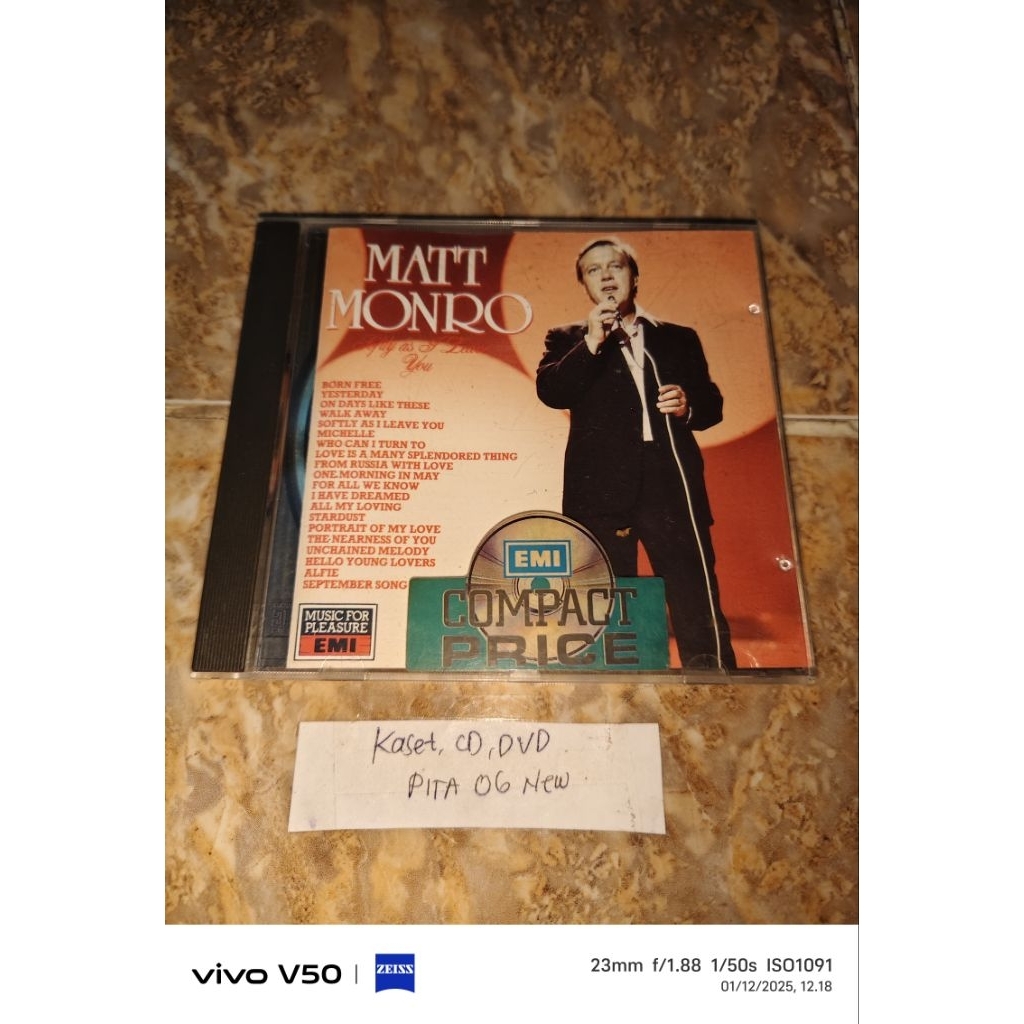 MATT
MONRO
You
BORN FREE
YESTERDAY
ON DAYS LIKE THESE
WALK AWAY
SOFTLY AS I LEAVE YOU
MICHELLE
WHO CAN I TURN TO
LOVE IS A MANY SPLENDORED THING
FROM RUSSIA WITH LOVE
ONE MORNING IN MAY
FOR ALL WE KNOW
I HAVE DREAMED
ALL MY LOVING
STARDUST
PORTRAIT OF MY LOVE
THE NEARNESS OF YOU
UNCHAINED MELODY
HELLO YOUNG LOVERS
ALFIE
SEPTEMBER SONG
MUSIC FOR
PLEASURE
EMI
EMI
COMPACT
PRICE
Kaset, CD, DVD
PITA 06 New
vivo V50
ZEISS
23mm f/1.88 1/50s ISO1091
01/12/2025, 12.18